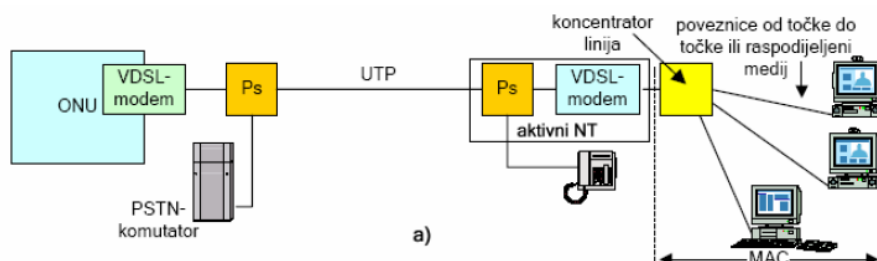 koncentrator
linija
poveznice od točke do
točke ili raspodijeljeni
medij
ONU
VDSL-
modem
Ps
UTP
Ps
VDSL-
modem
aktivni NT
PSTN-
komutator
a)
MAC